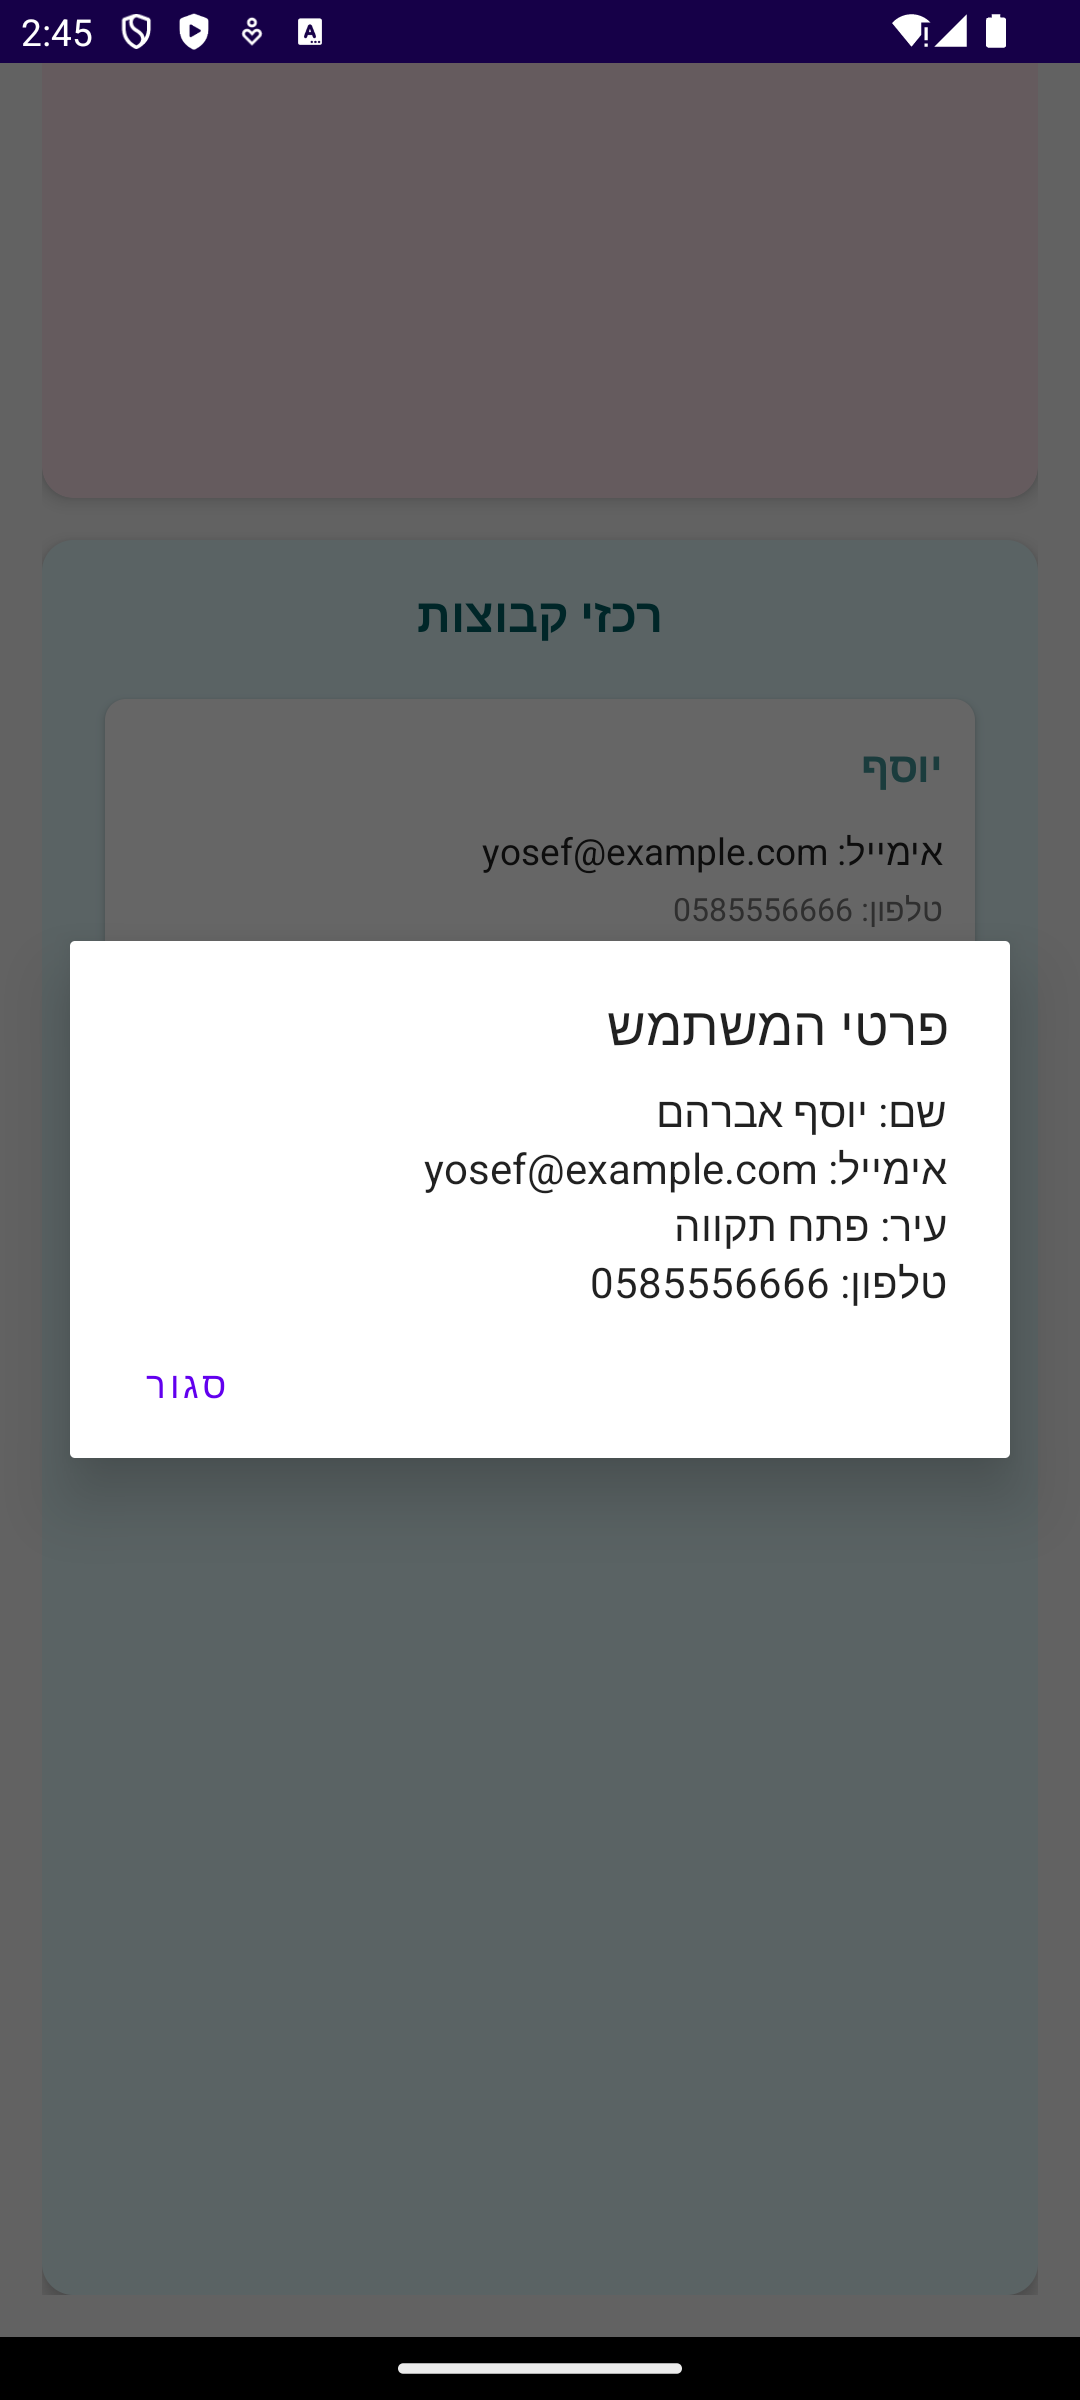 2:45
רכזי קבוצות
יוסף
אימייל: yosef@example.com
טלפון: 0585556666
פרטי המשתמש
שם: יוסף אברהם
אימייל: yosef@example.com
עיר: פתח תקווה
טלפון: 0585556666
סגור